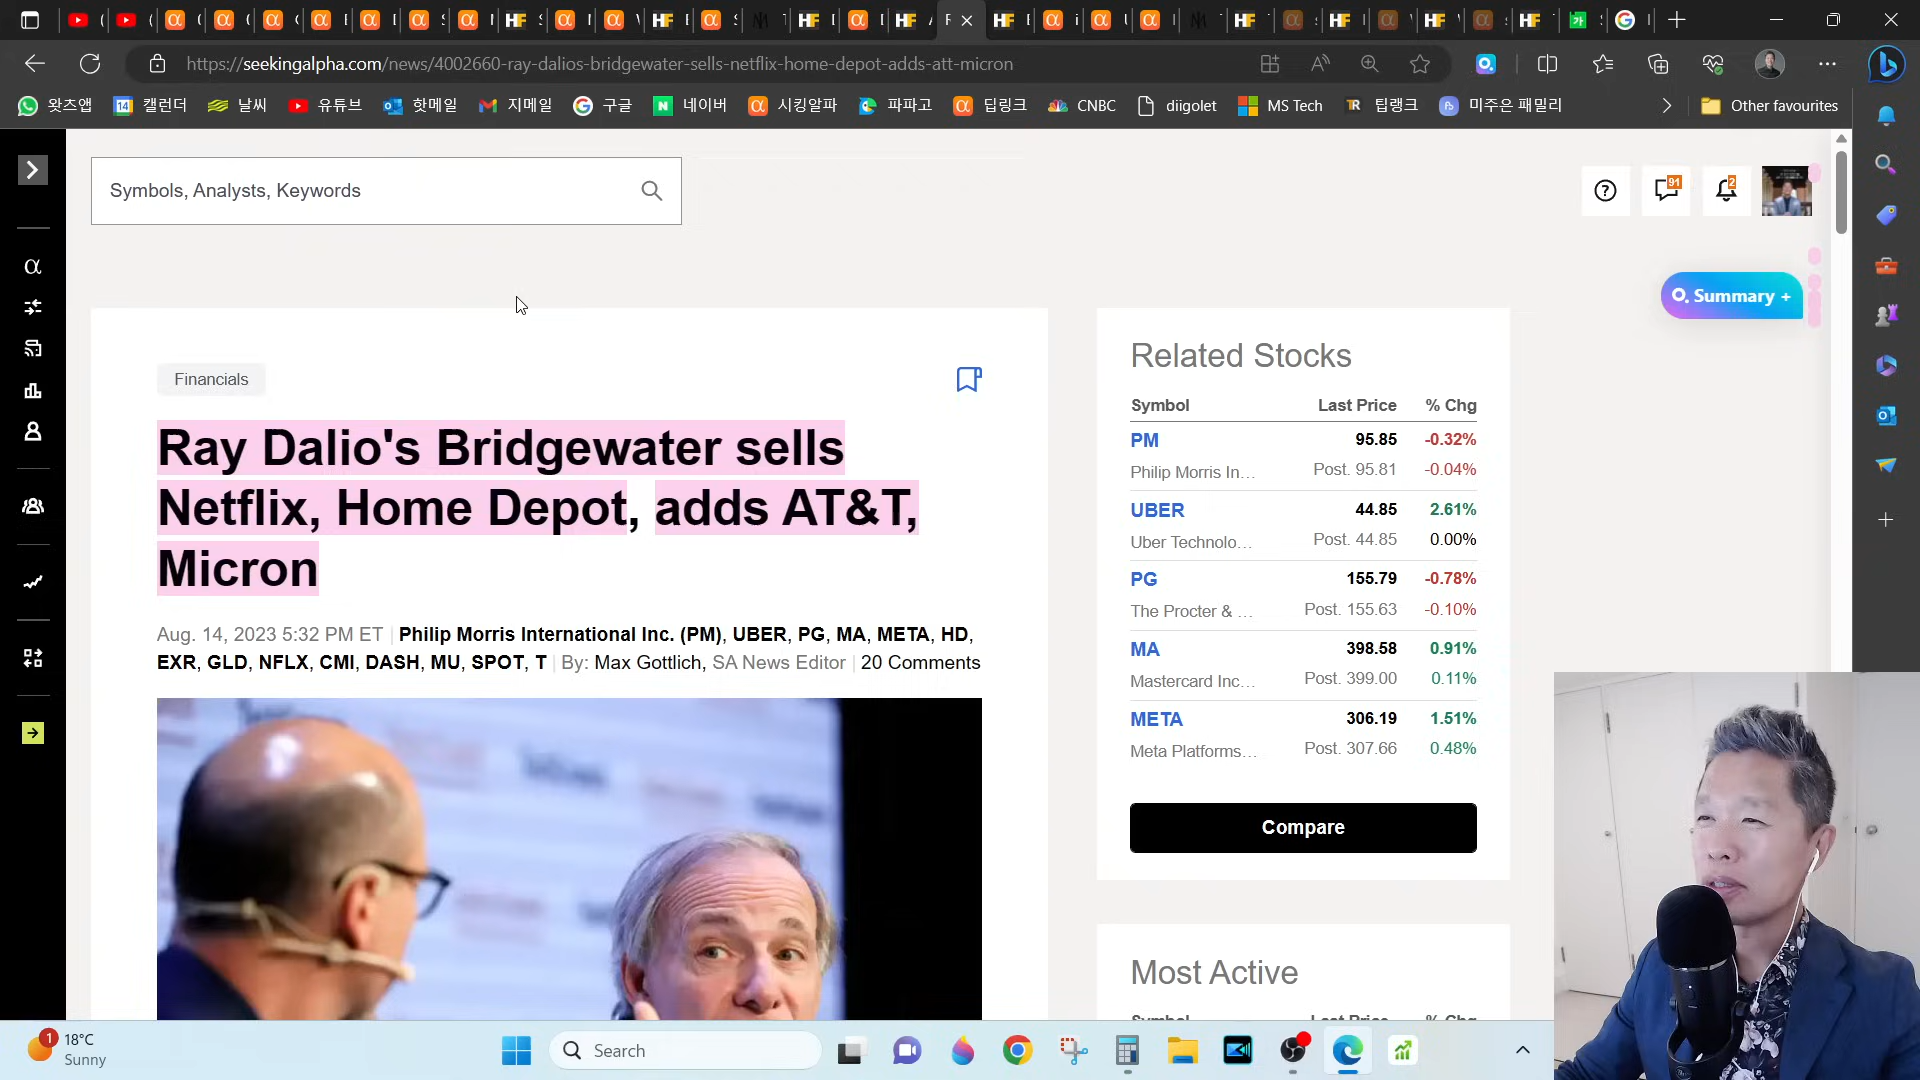 https://seekingalpha.com/news/4002660-ray-dalios-bridgewater-sells-netflix-home-depot-adds-att-micron
왓츠앱 캘린더 날씨 유튜브 핫메일 지메일 구글 네이버 시킹알파 파파고 딥링크 CNBC diigolet MS Tech 팁랭크 미주은 패밀리 Other favourites
Symbols, Analysts, Keywords
91
2
Summary +
Financials
Ray Dalio's Bridgewater sells
Netflix, Home Depot, adds AT&T,
Micron
Aug. 14, 2023 5:32 PM ET | Philip Morris International Inc. (PM), UBER, PG, MA, META, HD,
EXR, GLD, NFLX, CMI, DASH, MU, SPOT, T | By: Max Gottlich, SA News Editor | 20 Comments
Related Stocks
Symbol Last Price % Chg
PM 95.85 -0.32%
Philip Morris In... Post. 95.81 -0.04%
UBER 44.85 2.61%
Uber Technolo... Post. 44.85 0.00%
PG 155.79 -0.78%
The Procter & ... Post. 155.63 -0.10%
MA 398.58 0.91%
Mastercard Inc... Post. 399.00 0.11%
META 306.19 1.51%
Meta Platforms... Post. 307.66 0.48%
Compare
Most Active
Symbol Last Price % Chg
1
18°C
Sunny
Search